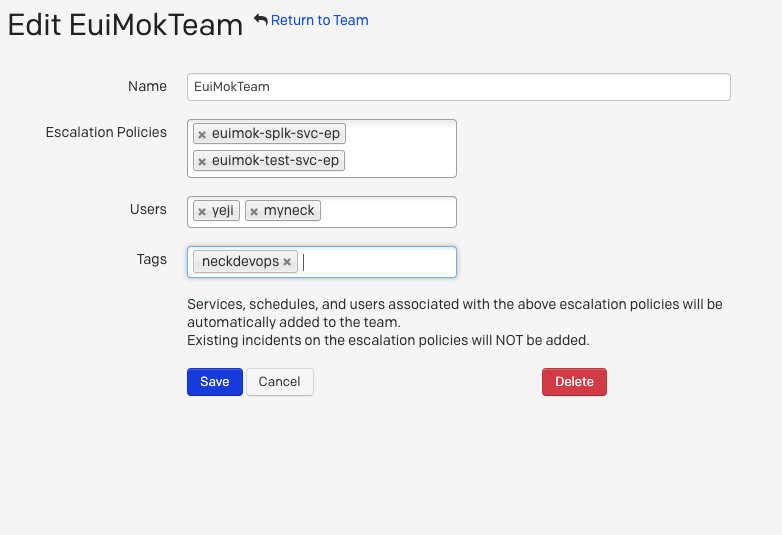 Edit EuiMokTeam Return to Team
Name EuiMokTeam
Escalation Policies × euimok-splk-svc-ep
× euimok-test-svc-ep
Users × yeji × myneck
Tags neckdevops ×
Services, schedules, and users associated with the above escalation policies will be
automatically added to the team.
Existing incidents on the escalation policies will NOT be added.
Save Cancel Delete